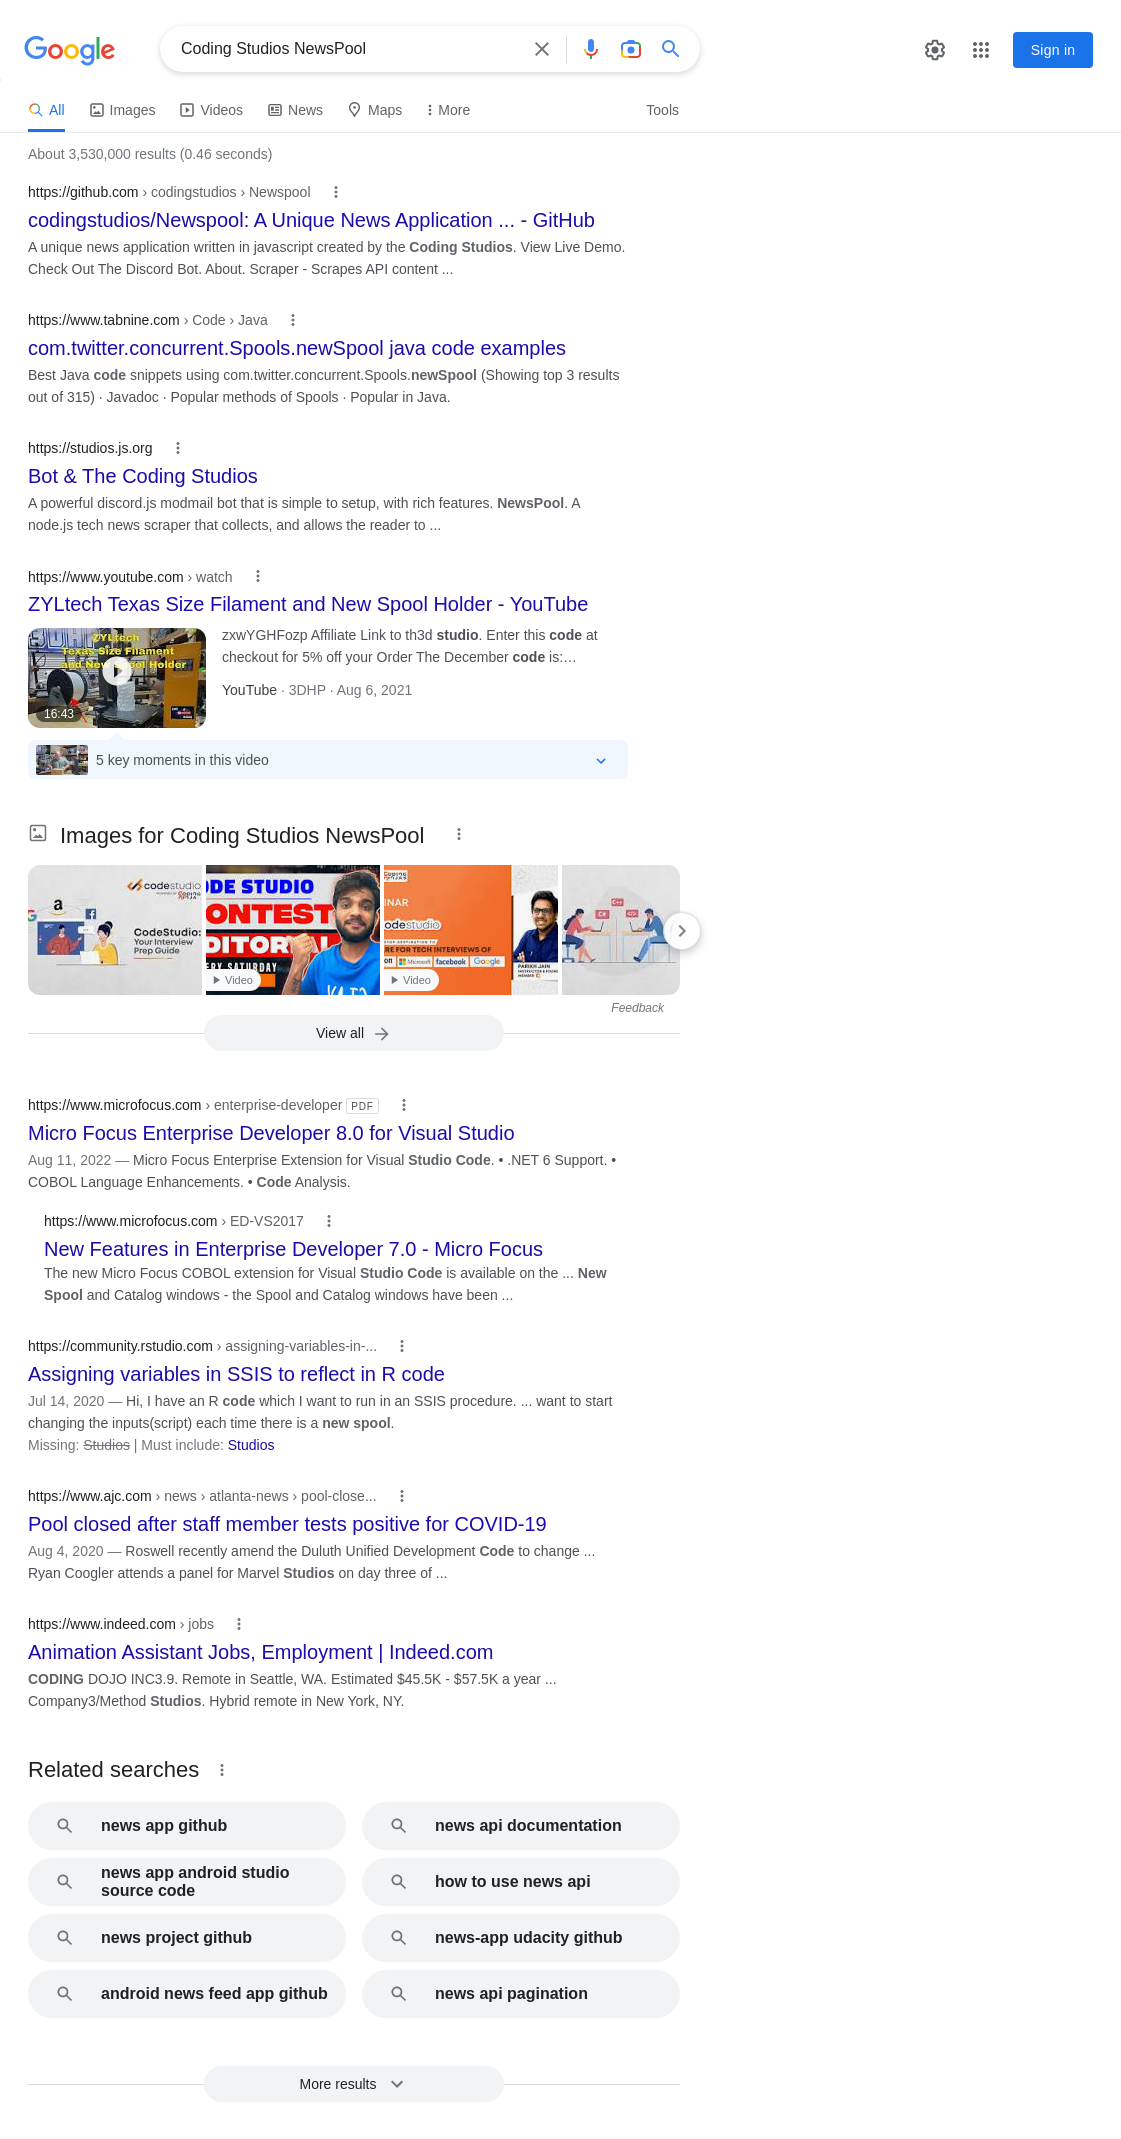 Google
Coding Studios NewsPool
Sign in
All
Images
Videos
News
Maps
More
Tools
About 3,530,000 results (0.46 seconds)
https://github.com › codingstudios › Newspool
codingstudios/Newspool: A Unique News Application ... - GitHub
A unique news application written in javascript created by the Coding Studios. View Live Demo.
Check Out The Discord Bot. About. Scraper - Scrapes API content ...
https://www.tabnine.com › Code › Java
com.twitter.concurrent.Spools.newSpool java code examples
Best Java code snippets using com.twitter.concurrent.Spools.newSpool (Showing top 3 results
out of 315) · Javadoc · Popular methods of Spools · Popular in Java.
https://studios.js.org
Bot & The Coding Studios
A powerful discord.js modmail bot that is simple to setup, with rich features. NewsPool. A
node.js tech news scraper that collects, and allows the reader to ...
https://www.youtube.com › watch
ZYLtech Texas Size Filament and New Spool Holder - YouTube
ZYLtech
Texas Size Filament
and New Spool Holder
16:43
zxwYGHFozp Affiliate Link to th3d studio. Enter this code at
checkout for 5% off your Order The December code is:…
YouTube · 3DHP · Aug 6, 2021
5 key moments in this video
Images for Coding Studios NewsPool
codestudio
CodeStudio:
Your Interview
Prep Guide
ODE STUDIO
ONTEST
DITORIAL
ERY SATURDAY
Video
INAR
odestudio
RE FOR TECH INTERVIEWS OF
Microsoft
facebook
Google
PARIKH JAIN
Video
C++
C#
Feedback
View all
https://www.microfocus.com › enterprise-developer PDF
Micro Focus Enterprise Developer 8.0 for Visual Studio
Aug 11, 2022 — Micro Focus Enterprise Extension for Visual Studio Code. • .NET 6 Support. •
COBOL Language Enhancements. • Code Analysis.
https://www.microfocus.com › ED-VS2017
New Features in Enterprise Developer 7.0 - Micro Focus
The new Micro Focus COBOL extension for Visual Studio Code is available on the ... New
Spool and Catalog windows - the Spool and Catalog windows have been ...
https://community.rstudio.com › assigning-variables-in-...
Assigning variables in SSIS to reflect in R code
Jul 14, 2020 — Hi, I have an R code which I want to run in an SSIS procedure. ... want to start
changing the inputs(script) each time there is a new spool.
Missing: Studios | Must include: Studios
https://www.ajc.com › news › atlanta-news › pool-close...
Pool closed after staff member tests positive for COVID-19
Aug 4, 2020 — Roswell recently amend the Duluth Unified Development Code to change ...
Ryan Coogler attends a panel for Marvel Studios on day three of ...
https://www.indeed.com › jobs
Animation Assistant Jobs, Employment | Indeed.com
CODING DOJO INC3.9. Remote in Seattle, WA. Estimated $45.5K - $57.5K a year ...
Company3/Method Studios. Hybrid remote in New York, NY.
Related searches
news app github
news api documentation
news app android studio
source code
how to use news api
news project github
news-app udacity github
android news feed app github
news api pagination
More results